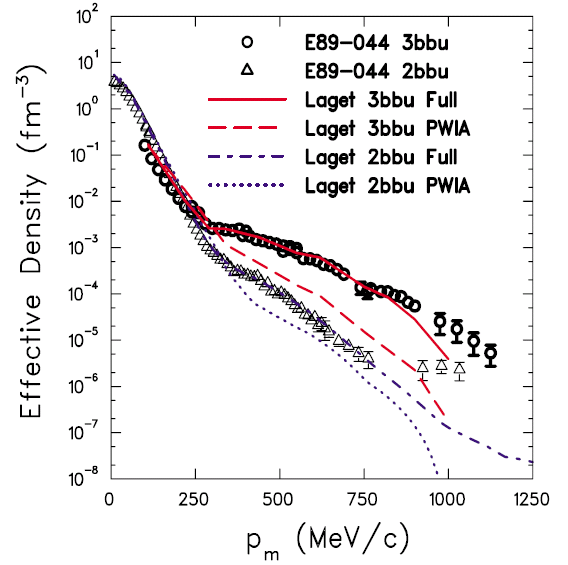 E89-044 3bbu
E89-044 2bbu
Laget 3bbu Full
Laget 3bbu PWIA
Laget 2bbu Full
Laget 2bbu PWIA
Effective Density (fm⁻³)
10²
10¹
10⁰
10⁻¹
10⁻²
10⁻³
10⁻⁴
10⁻⁵
10⁻⁶
10⁻⁷
10⁻⁸
0 250 500 750 1000 1250
pₘ (MeV/c)